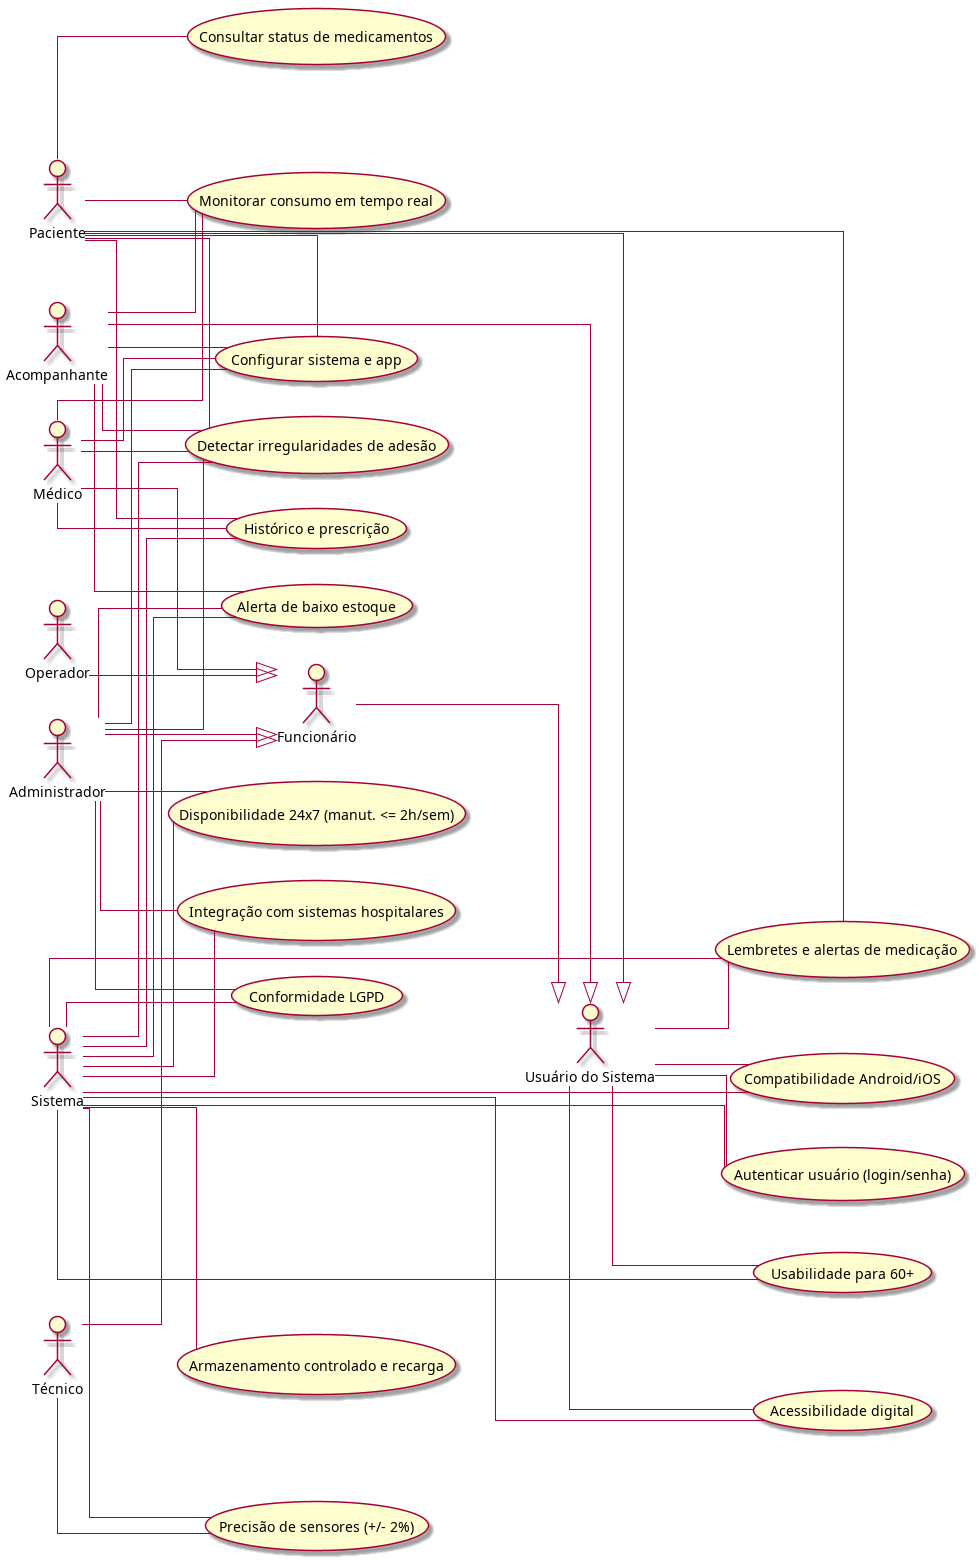 Consultar status de medicamentos
Monitorar consumo em tempo real
Paciente
Configurar sistema e app
Acompanhante
Detectar irregularidades de adesão
Médico
Histórico e prescrição
Alerta de baixo estoque
Operador
Funcionário
Administrador
Disponibilidade 24x7 (manut. <= 2h/sem)
Integração com sistemas hospitalares
Lembretes e alertas de medicação
Conformidade LGPD
Usuário do Sistema
Compatibilidade Android/iOS
Sistema
Autenticar usuário (login/senha)
Usabilidade para 60+
Armazenamento controlado e recarga
Técnico
Acessibilidade digital
Precisão de sensores (+/- 2%)